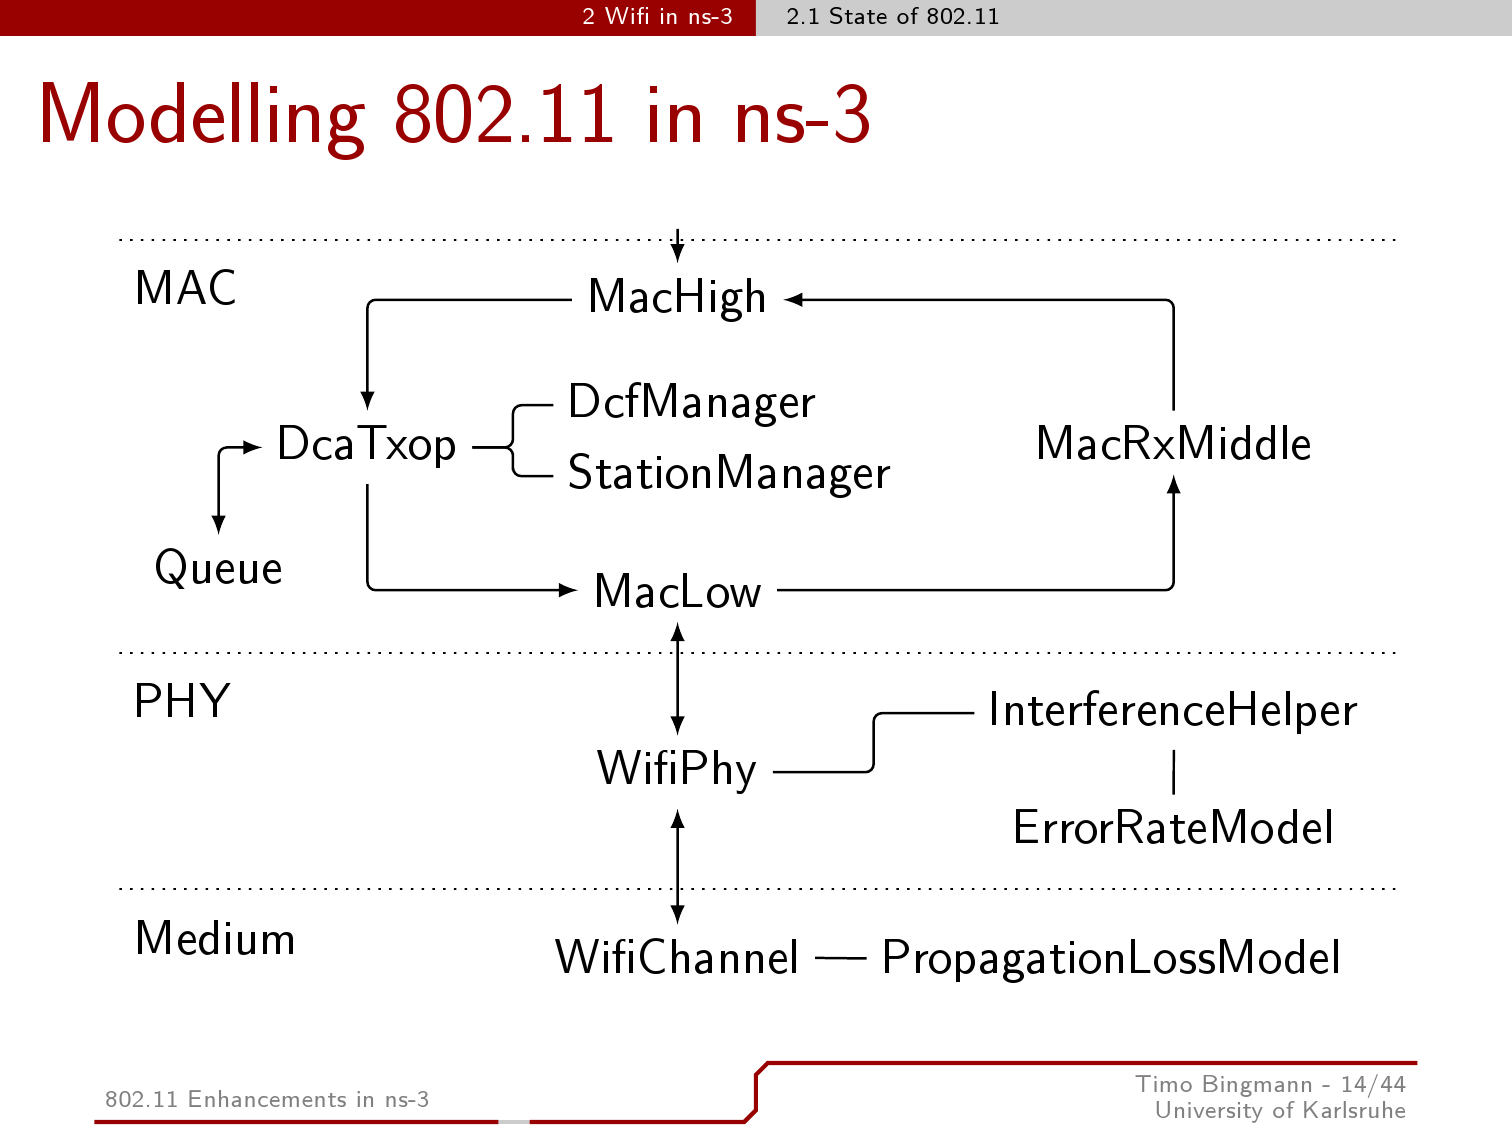 2 Wifi in ns-3
2.1 State of 802.11
Modelling 802.11 in ns-3
MAC
MacHigh
DcfManager
DcaTxop
MacRxMiddle
StationManager
Queue
MacLow
PHY
InterferenceHelper
WifiPhy
ErrorRateModel
Medium
WifiChannel
PropagationLossModel
802.11 Enhancements in ns-3
Timo Bingmann - 14/44
University of Karlsruhe